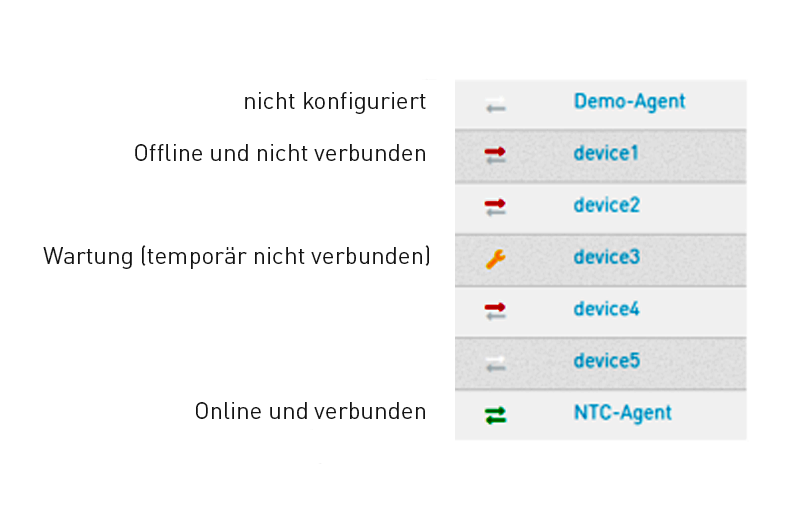 nicht konfiguriert Demo-Agent
Offline und nicht verbunden device1
device2
Wartung (temporär nicht verbunden) device3
device4
device5
Online und verbunden NTC-Agent